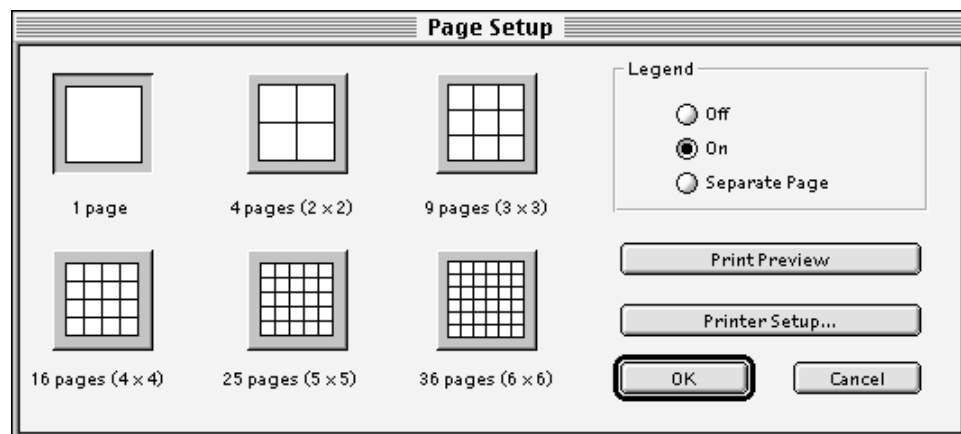 Page Setup
1 page
4 pages (2 × 2)
9 pages (3 × 3)
16 pages (4 × 4)
25 pages (5 × 5)
36 pages (6 × 6)
Legend
Off
On
Separate Page
Print Preview
Printer Setup...
OK
Cancel